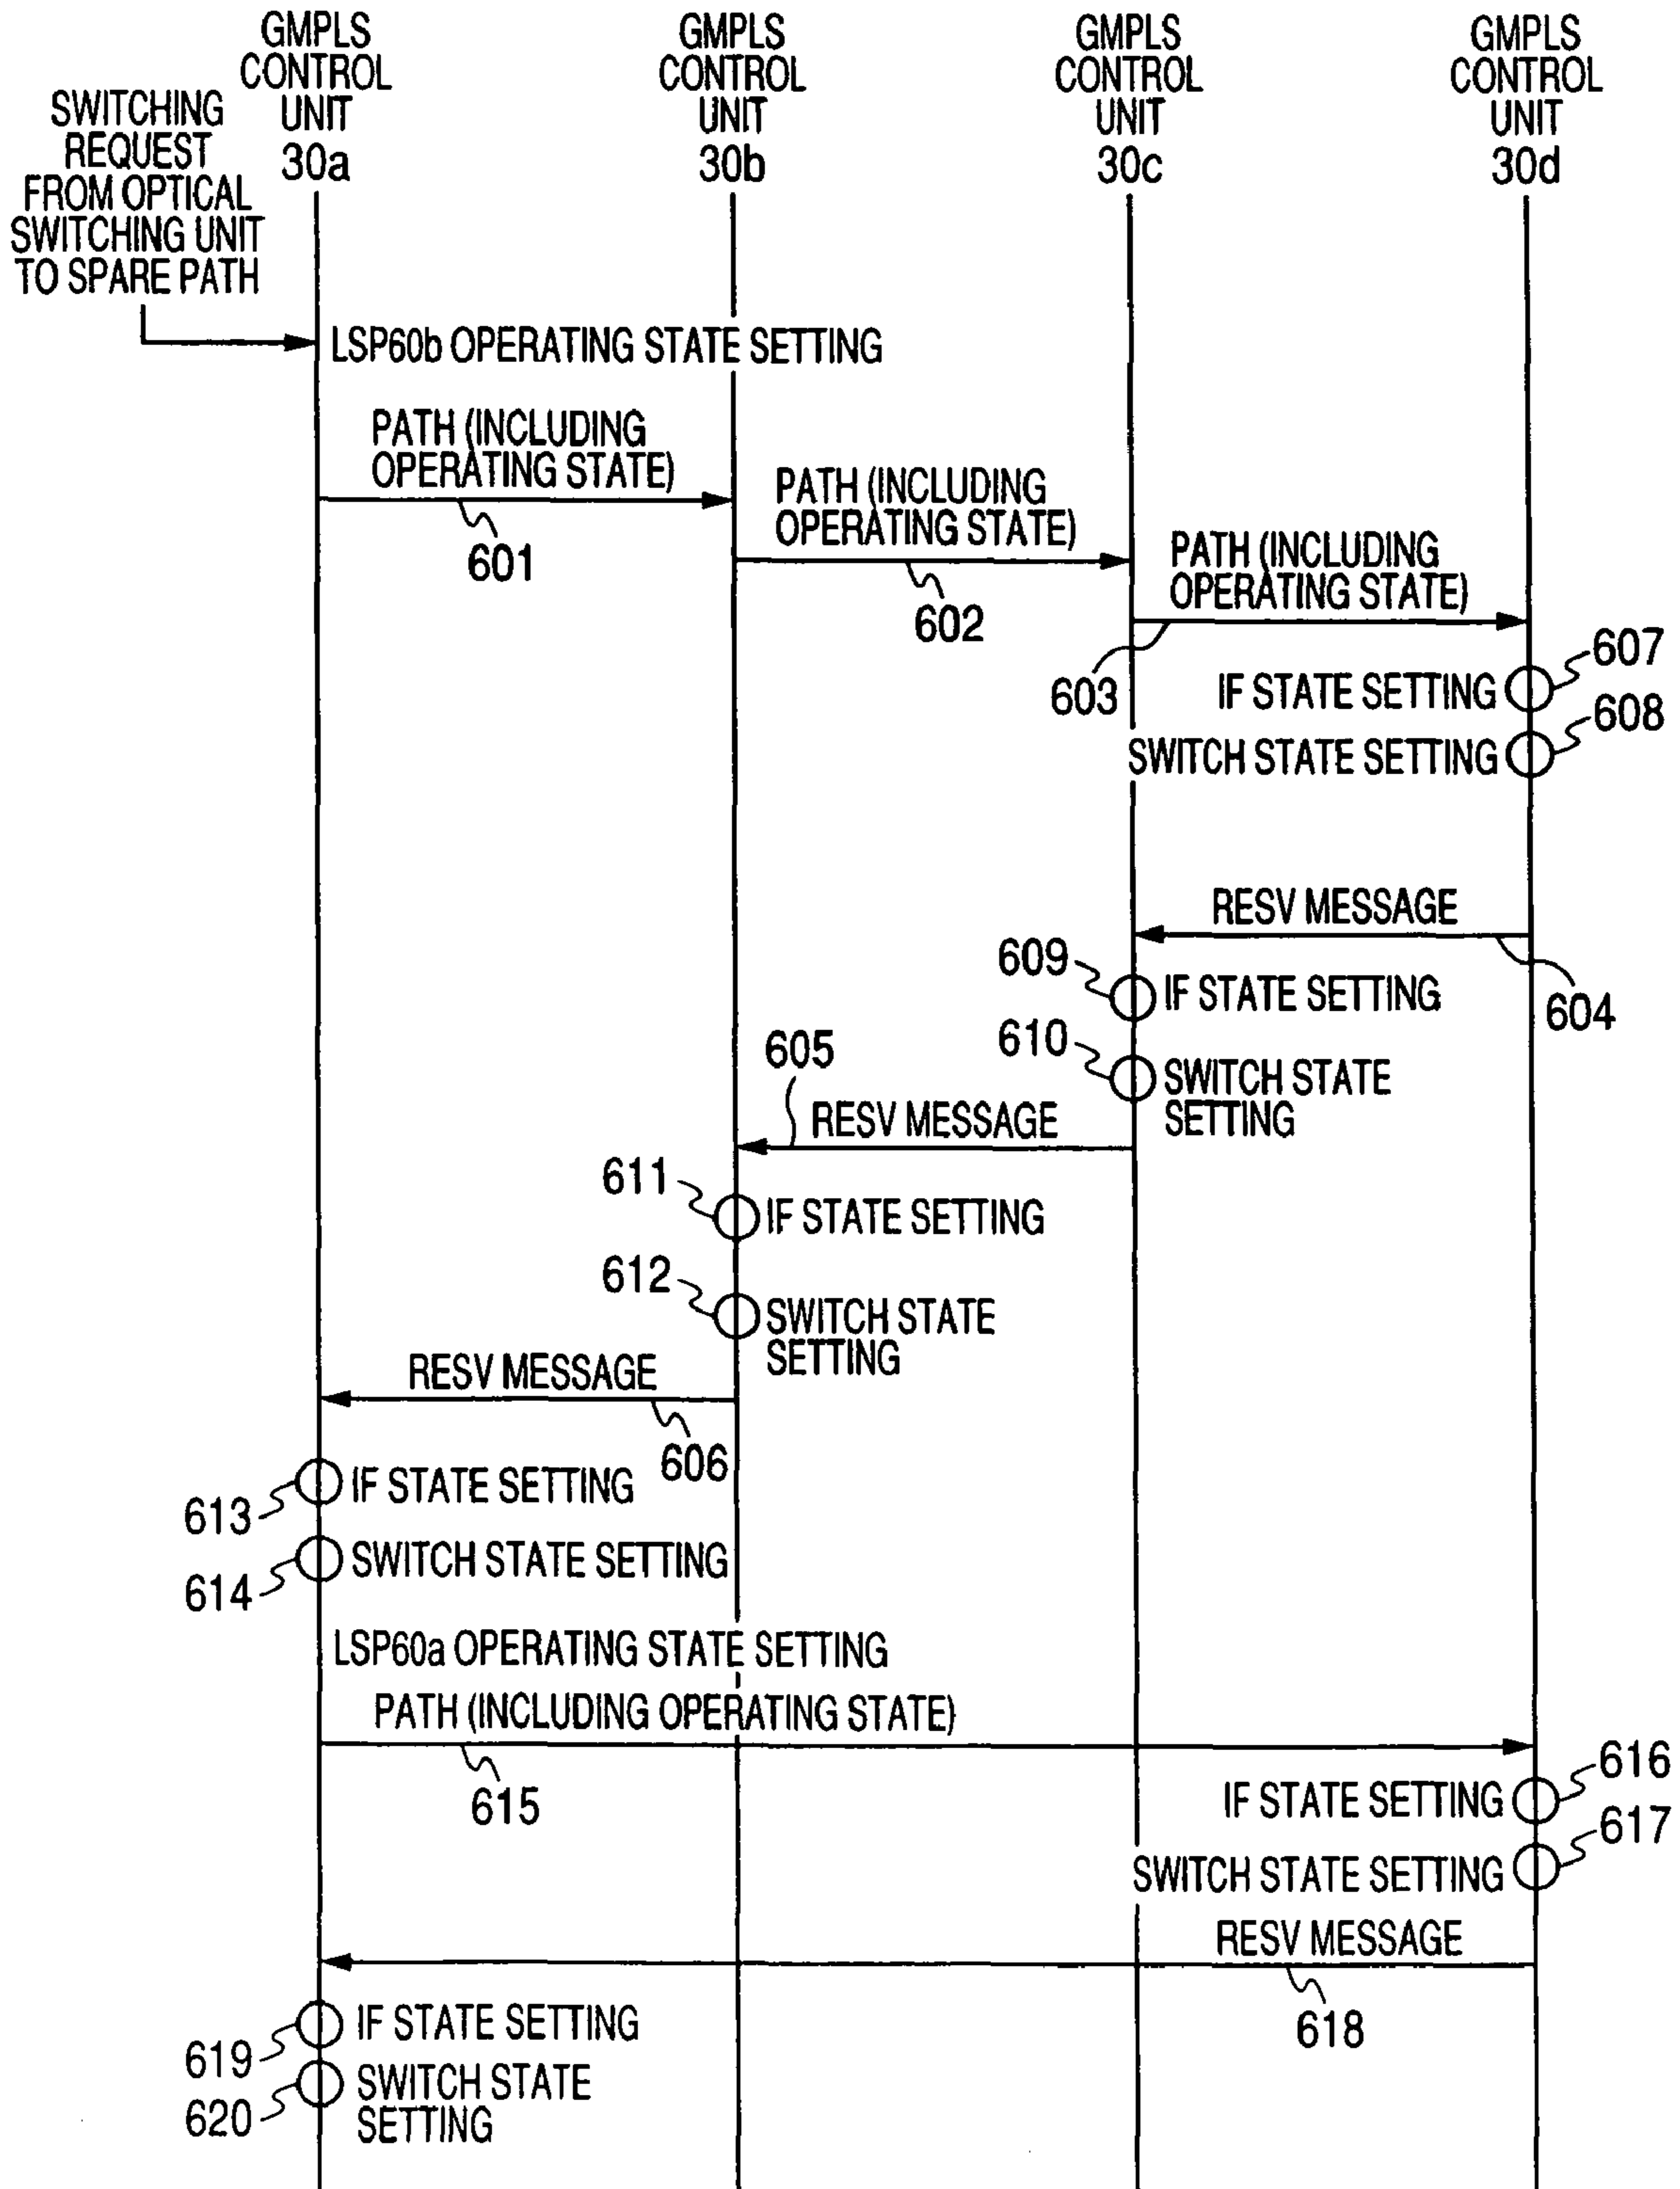 GMPLS
CONTROL
UNIT
30a
GMPLS
CONTROL
UNIT
30b
GMPLS
CONTROL
UNIT
30c
GMPLS
CONTROL
UNIT
30d
SWITCHING
REQUEST
FROM OPTICAL
SWITCHING UNIT
TO SPARE PATH
LSP60b OPERATING STATE SETTING
PATH (INCLUDING
OPERATING STATE)
601
PATH (INCLUDING
OPERATING STATE)
602
PATH (INCLUDING
OPERATING STATE)
603
607
IF STATE SETTING
608
SWITCH STATE SETTING
RESV MESSAGE
604
609
IF STATE SETTING
610
SWITCH STATE
SETTING
605
RESV MESSAGE
611
IF STATE SETTING
612
SWITCH STATE
SETTING
RESV MESSAGE
606
IF STATE SETTING
613
SWITCH STATE SETTING
614
LSP60a OPERATING STATE SETTING
PATH (INCLUDING OPERATING STATE)
615
616
IF STATE SETTING
617
SWITCH STATE SETTING
RESV MESSAGE
618
IF STATE SETTING
619
SWITCH STATE
SETTING
620